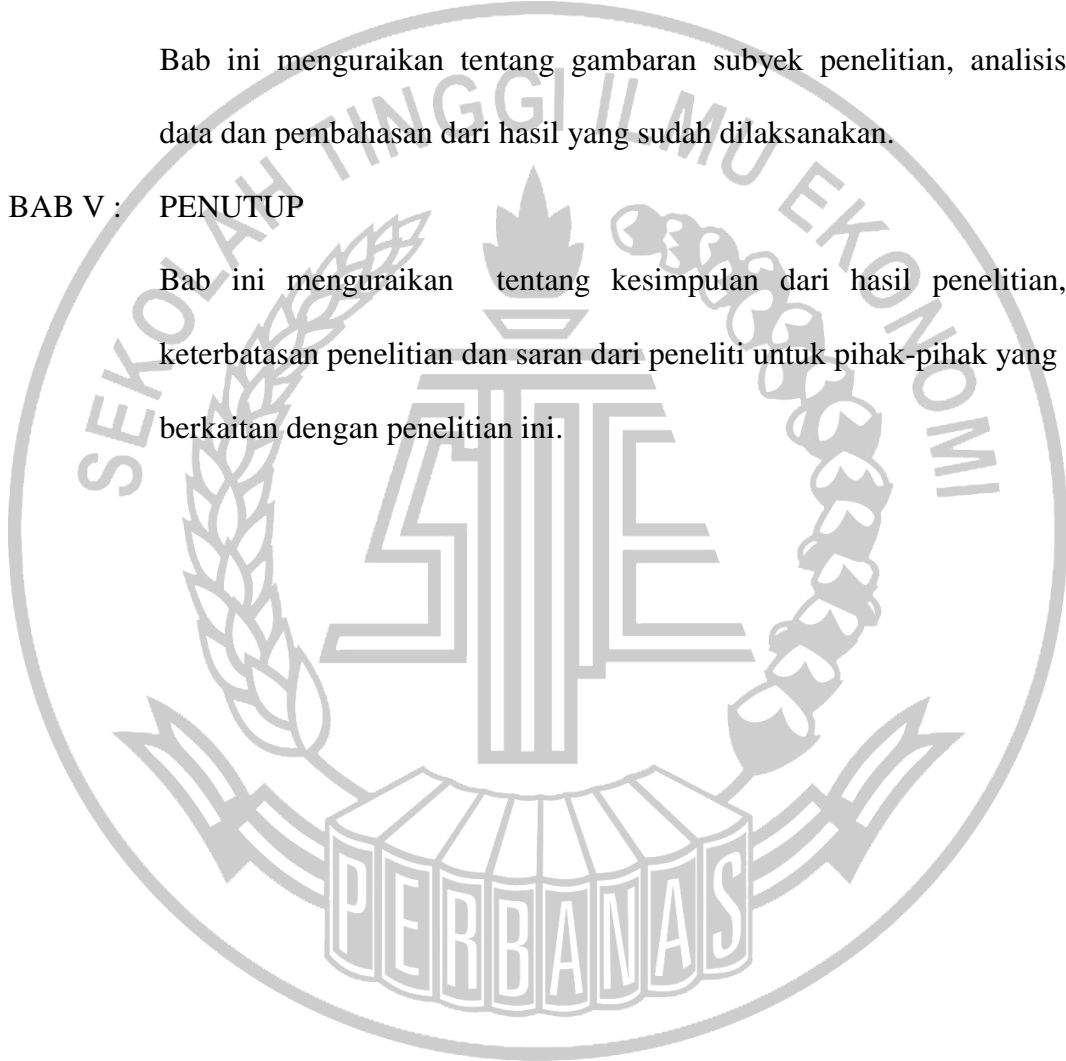 Bab ini menguraikan tentang gambaran subyek penelitian, analisis
data dan pembahasan dari hasil yang sudah dilaksanakan.
BAB V : PENUTUP
Bab ini menguraikan tentang kesimpulan dari hasil penelitian,
keterbatasan penelitian dan saran dari peneliti untuk pihak-pihak yang
berkaitan dengan penelitian ini.
SEKOLAH TINGGI ILMU EKONOMI
STIE
PERBANAS